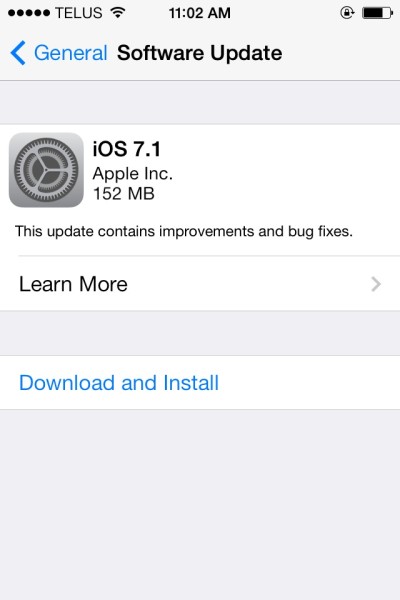 TELUS 11:02 AM
General Software Update
iOS 7.1
Apple Inc.
152 MB
This update contains improvements and bug fixes.
Learn More
Download and Install